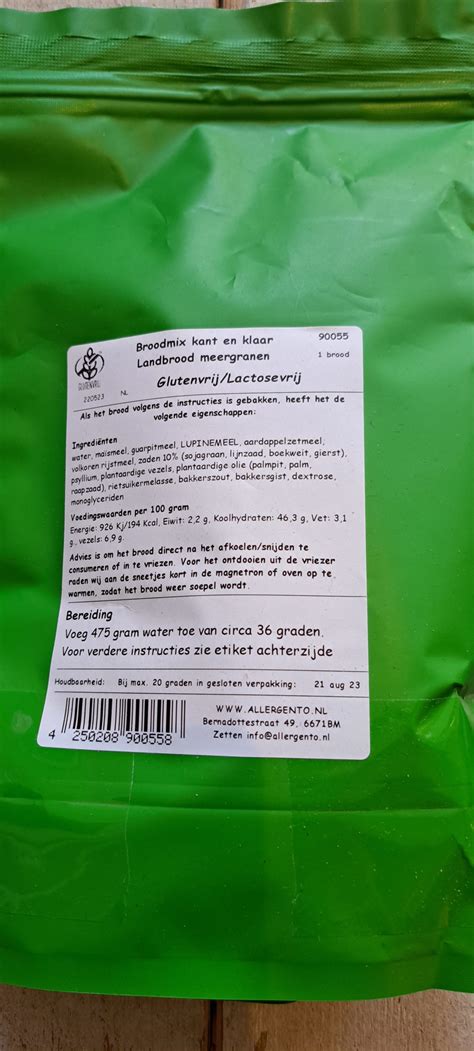 Broodmix kant en klaar
90055
Landbrood meergranen
1 brood
GLUTENVRIJ
Glutenvrij/Lactosevrij
220523
NL
Als het brood volgens de instructies is gebakken, heeft het de
volgende eigenschappen:
Ingrediënten
water, maismeel, guarpitmeel, LUPINEMEEL, aardappelzetmeel,
volkoren rijstmeel, zaden 10% (sojagraan, lijnzaad, boekweit, gierst),
psyllium, plantaardige vezels, plantaardige olie (palmpit, palm,
raapzaad), rietsuikermelasse, bakkerszout, bakkersgist, dextrose,
monoglyceriden
Voedingswaarden per 100 gram
Energie: 926 Kj/194 Kcal, Eiwit: 2,2 g, Koolhydraten: 46,3 g, Vet: 3,1
g., vezels: 6,9 g.
Advies is om het brood direct na het afkoelen/snijden te
consumeren of in te vriezen. Voor het ontdooien uit de vriezer
raden wij aan de sneetjes kort in de magnetron of oven op te
warmen, zodat het brood weer soepel wordt.
Bereiding
Voeg 475 gram water toe van circa 36 graden.
Voor verdere instructies zie etiket achterzijde
Houdbaarheid: Bij max. 20 graden in gesloten verpakking: 21 aug 23
WWW.ALLERGENTO.NL
Bernadottestraat 49, 6671BM
Zetten info@allergento.nl
4 250208 900558